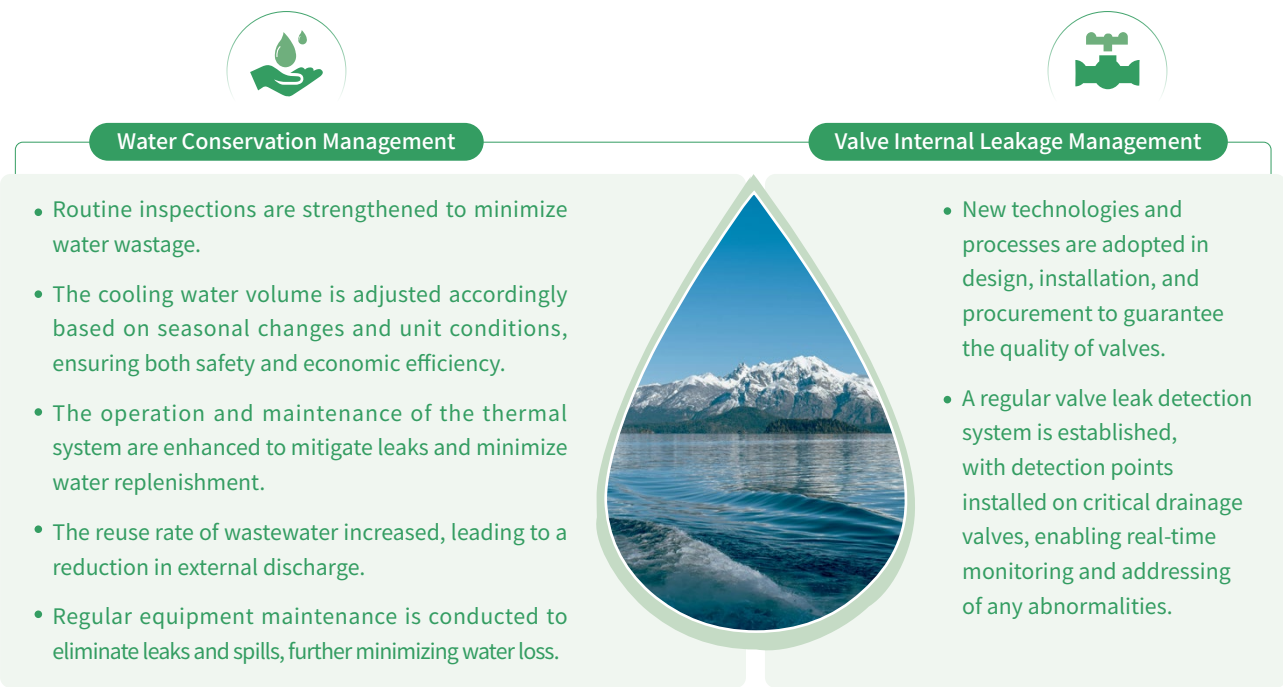 Water Conservation Management
• Routine inspections are strengthened to minimize
water wastage.
• The cooling water volume is adjusted accordingly
based on seasonal changes and unit conditions,
ensuring both safety and economic efficiency.
• The operation and maintenance of the thermal
system are enhanced to mitigate leaks and minimize
water replenishment.
• The reuse rate of wastewater increased, leading to a
reduction in external discharge.
• Regular equipment maintenance is conducted to
eliminate leaks and spills, further minimizing water loss.
Valve Internal Leakage Management
• New technologies and
processes are adopted in
design, installation, and
procurement to guarantee
the quality of valves.
• A regular valve leak detection
system is established,
with detection points
installed on critical drainage
valves, enabling real-time
monitoring and addressing
of any abnormalities.